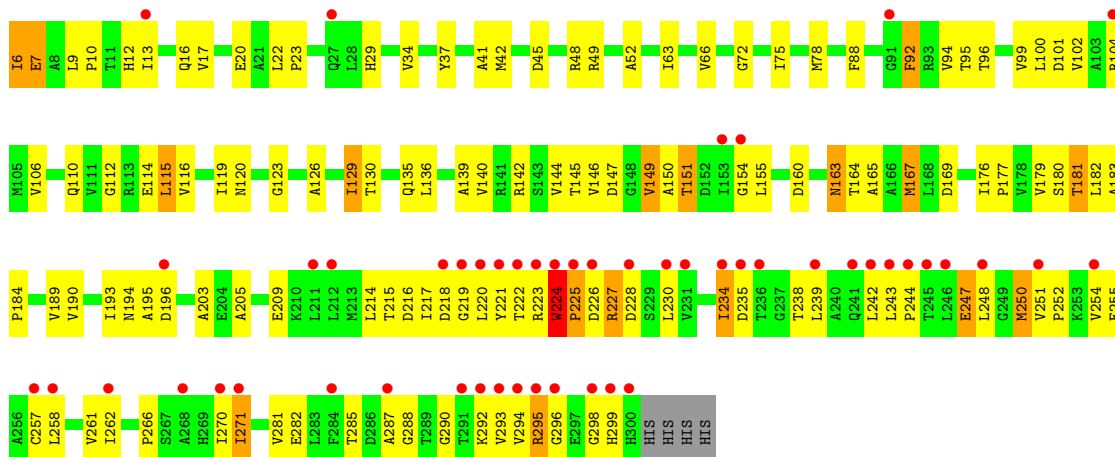 I6 E7 A8 L9 P10 T11 H12 I13 Q16 V17 E20 A21 L22 P23 Q27 L28 H29 V34 Y37 A41 M42 D45 R48 R49 A52 I63 V66 G72 I75 M78 F88 G91 F92 R93 V94 T95 T96 V99 L100 D101 V102 A103
M105 V106 Q110 V111 G112 R113 E114 L115 V116 I119 N120 G123 A126 I129 T130 Q135 L136 A139 V140 R141 R142 S143 V144 T145 V146 D147 G148 V149 A150 T151 D152 I153 G154 L155 D160 N163 T164 A165 A166 M167 L168 D169 I176 P177 V178 V179 S180 T181 L182
P184 V189 V190 I193 N194 A195 D196 A203 E204 A205 E209 K210 L211 L212 M213 L214 T215 D216 I217 D218 G219 L220 Y221 T222 R223 W224 P225 D226 R227 D228 S229 L230 V231 I234 D235 T236 G237 T238 L239 A240 Q241 L242 L243 P244 T245 L246 E247 L248 G249 M250 V251 P252 K253 V254
A256 C257 L258 V261 I262 P266 S267 A268 H269 I270 I271 V281 E282 L283 F284 T285 D286 A287 G288 T289 G290 T291 K292 V293 V294 R295 G296 E297 G298 H299 H300 HIS HIS HIS HIS